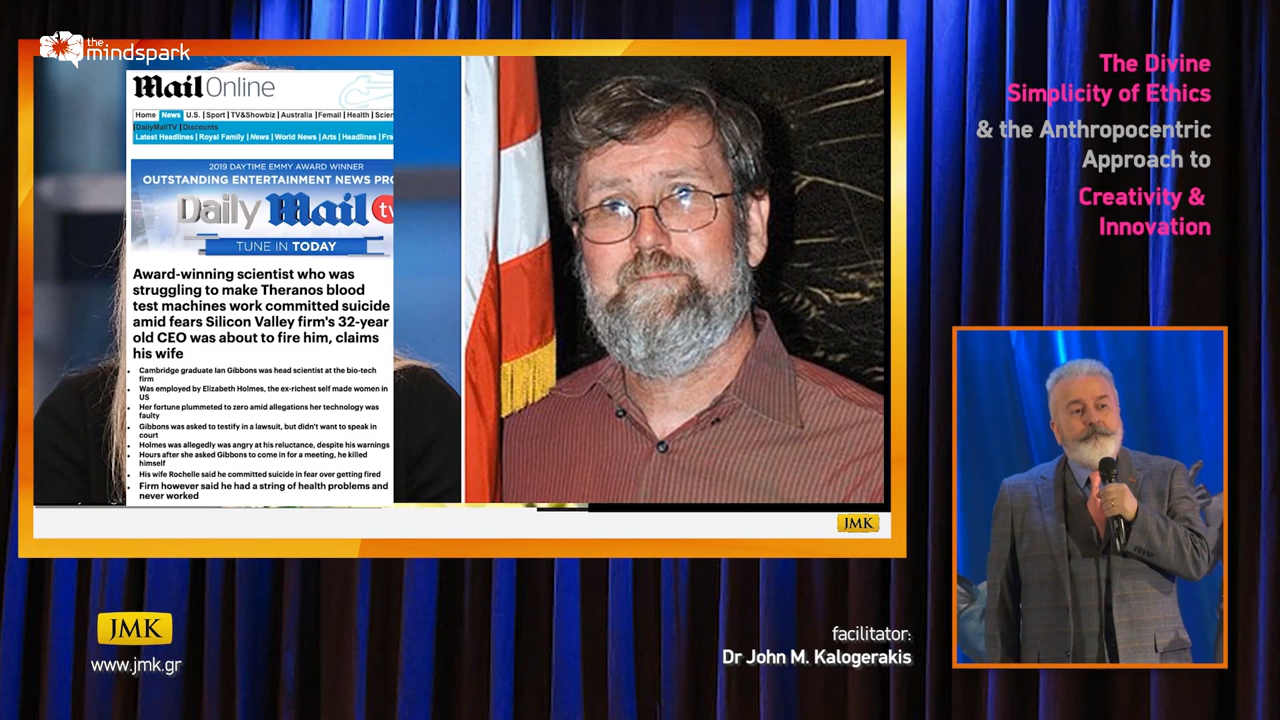 the
mindspark
Mail Online
Home News U.S. Sport TV&Showbiz Australia Femail Health
DailyMailTV Discounts
Latest Headlines Royal Family News World News Arts Headlines
2019 DAYTIME EMMY AWARD WINNER
OUTSTANDING ENTERTAINMENT NEWS
Daily Mail tv
TUNE IN TODAY
Award-winning scientist who was
struggling to make Theranos blood
test machines work committed suicide
amid fears Silicon Valley firm's 32-year
old CEO was about to fire him, claims
his wife
Cambridge graduate Ian Gibbons was head scientist at the bio-tech
firm
Was employed by Elizabeth Holmes, the ex-richest self made women in
US
Her fortune plummeted to zero amid allegations her technology was
faulty
Gibbons was asked to testify in a lawsuit, but didn't want to speak in
court
Holmes was allegedly was angry at his reluctance, despite his warnings
Hours after she asked Gibbons to come in for a meeting, he killed
himself
His wife Rochelle said he committed suicide in fear over getting fired
Firm however said he had a string of health problems and
never worked
JMK
The Divine
Simplicity of Ethics
& the Anthropocentric
Approach to
Creativity &
Innovation
JMK
www.jmk.gr
facilitator:
Dr John M. Kalogerakis